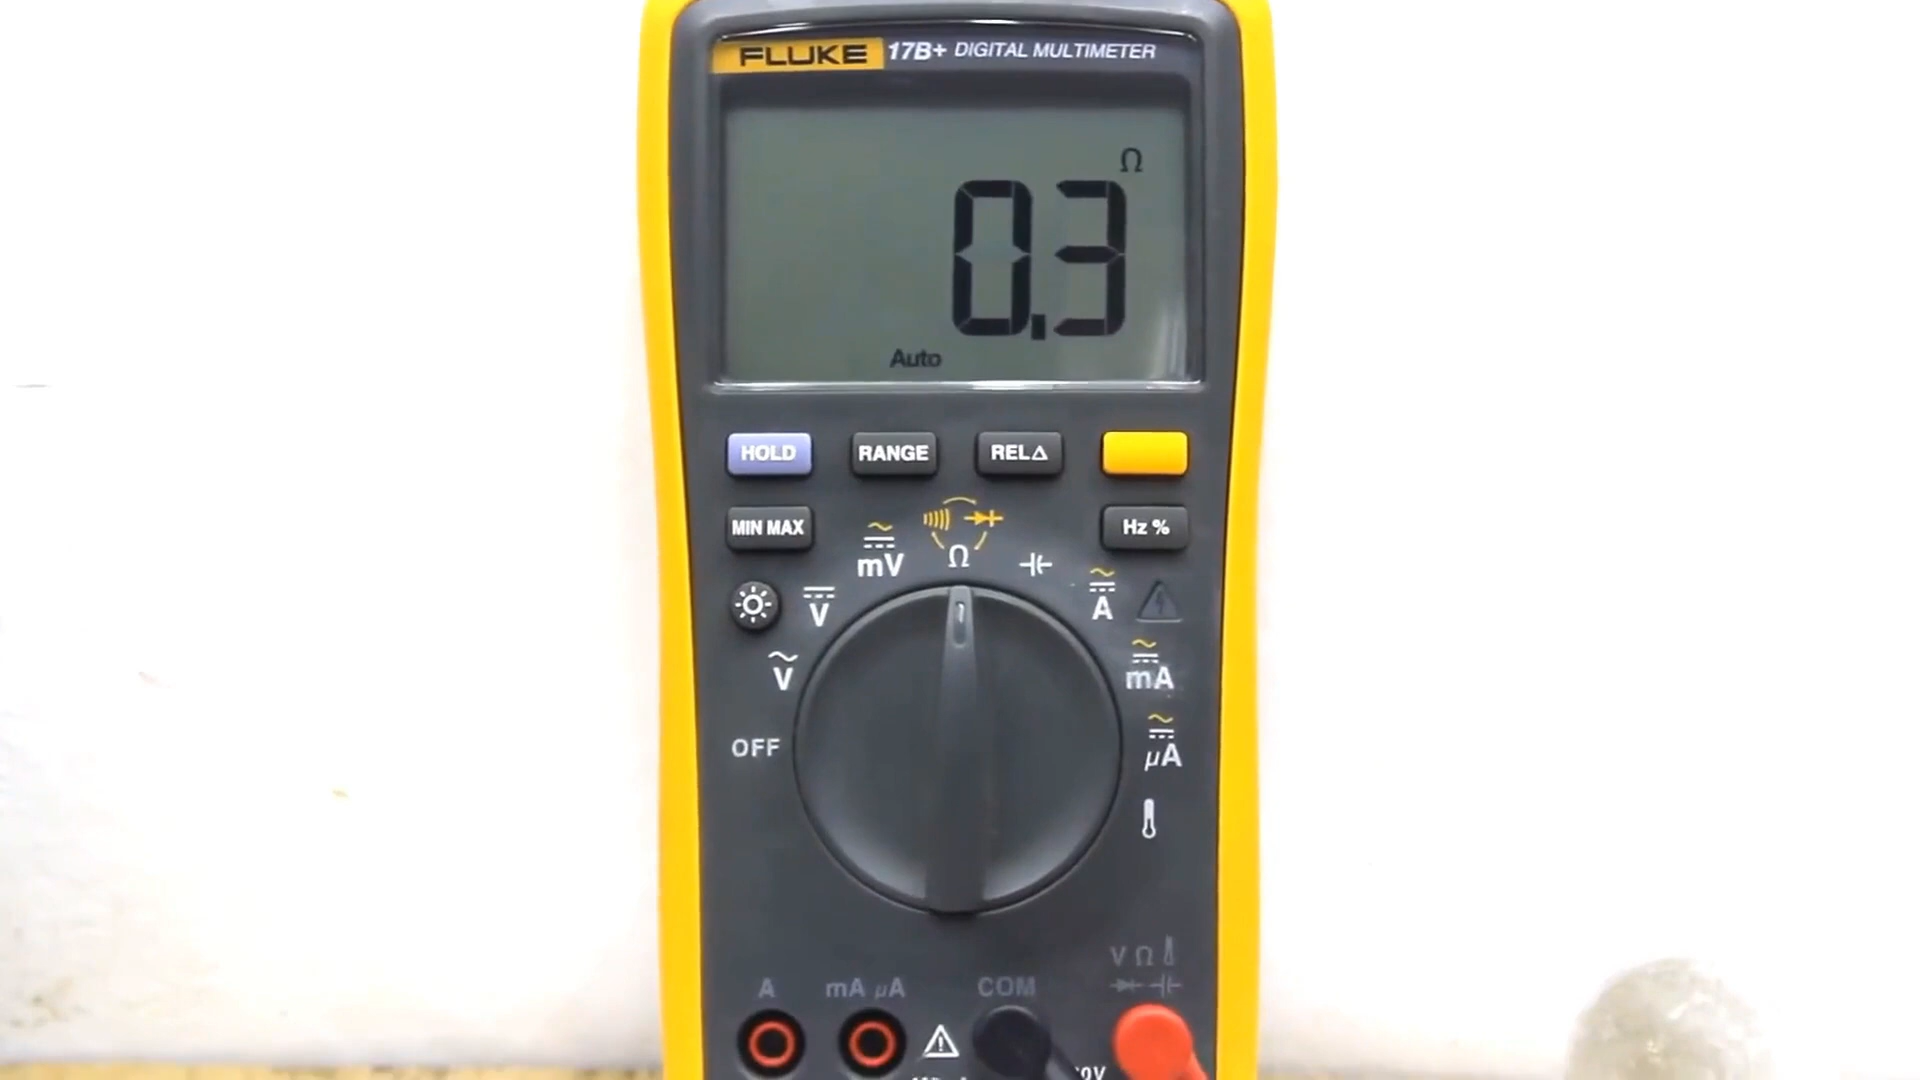 FLUKE 17B+ DIGITAL MULTIMETER
Ω
0.3
Auto
HOLD RANGE REL△
MIN MAX Hz %
mV Ω
V A
V mA
OFF µA
V Ω
A mA µA COM